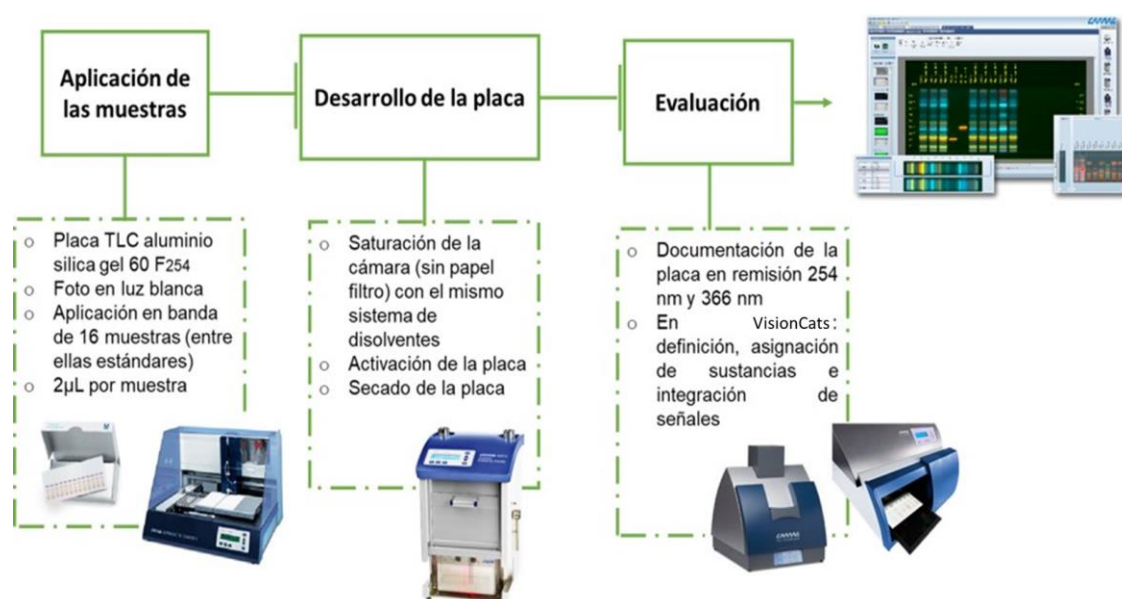 Aplicación de
las muestras
Desarrollo de la placa
Evaluación
CAMAG
o Placa TLC aluminio
silica gel 60 F254
o Foto en luz blanca
o Aplicación en banda
de 16 muestras (entre
ellas estándares)
o 2µL por muestra
o Saturación de la
cámara (sin papel
filtro) con el mismo
sistema de
disolventes
o Activación de la placa
o Secado de la placa
o Documentación de la
placa en remisión 254
nm y 366 nm
o En VisionCats:
definición, asignación
de sustancias e
integración de
señales
CAMAG